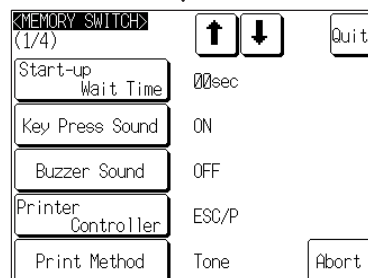 <MEMORY SWITCH>
(1/4)
Quit
Start-up
Wait Time
00sec
Key Press Sound
ON
Buzzer Sound
OFF
Printer
Controller
ESC/P
Print Method
Tone
Abort